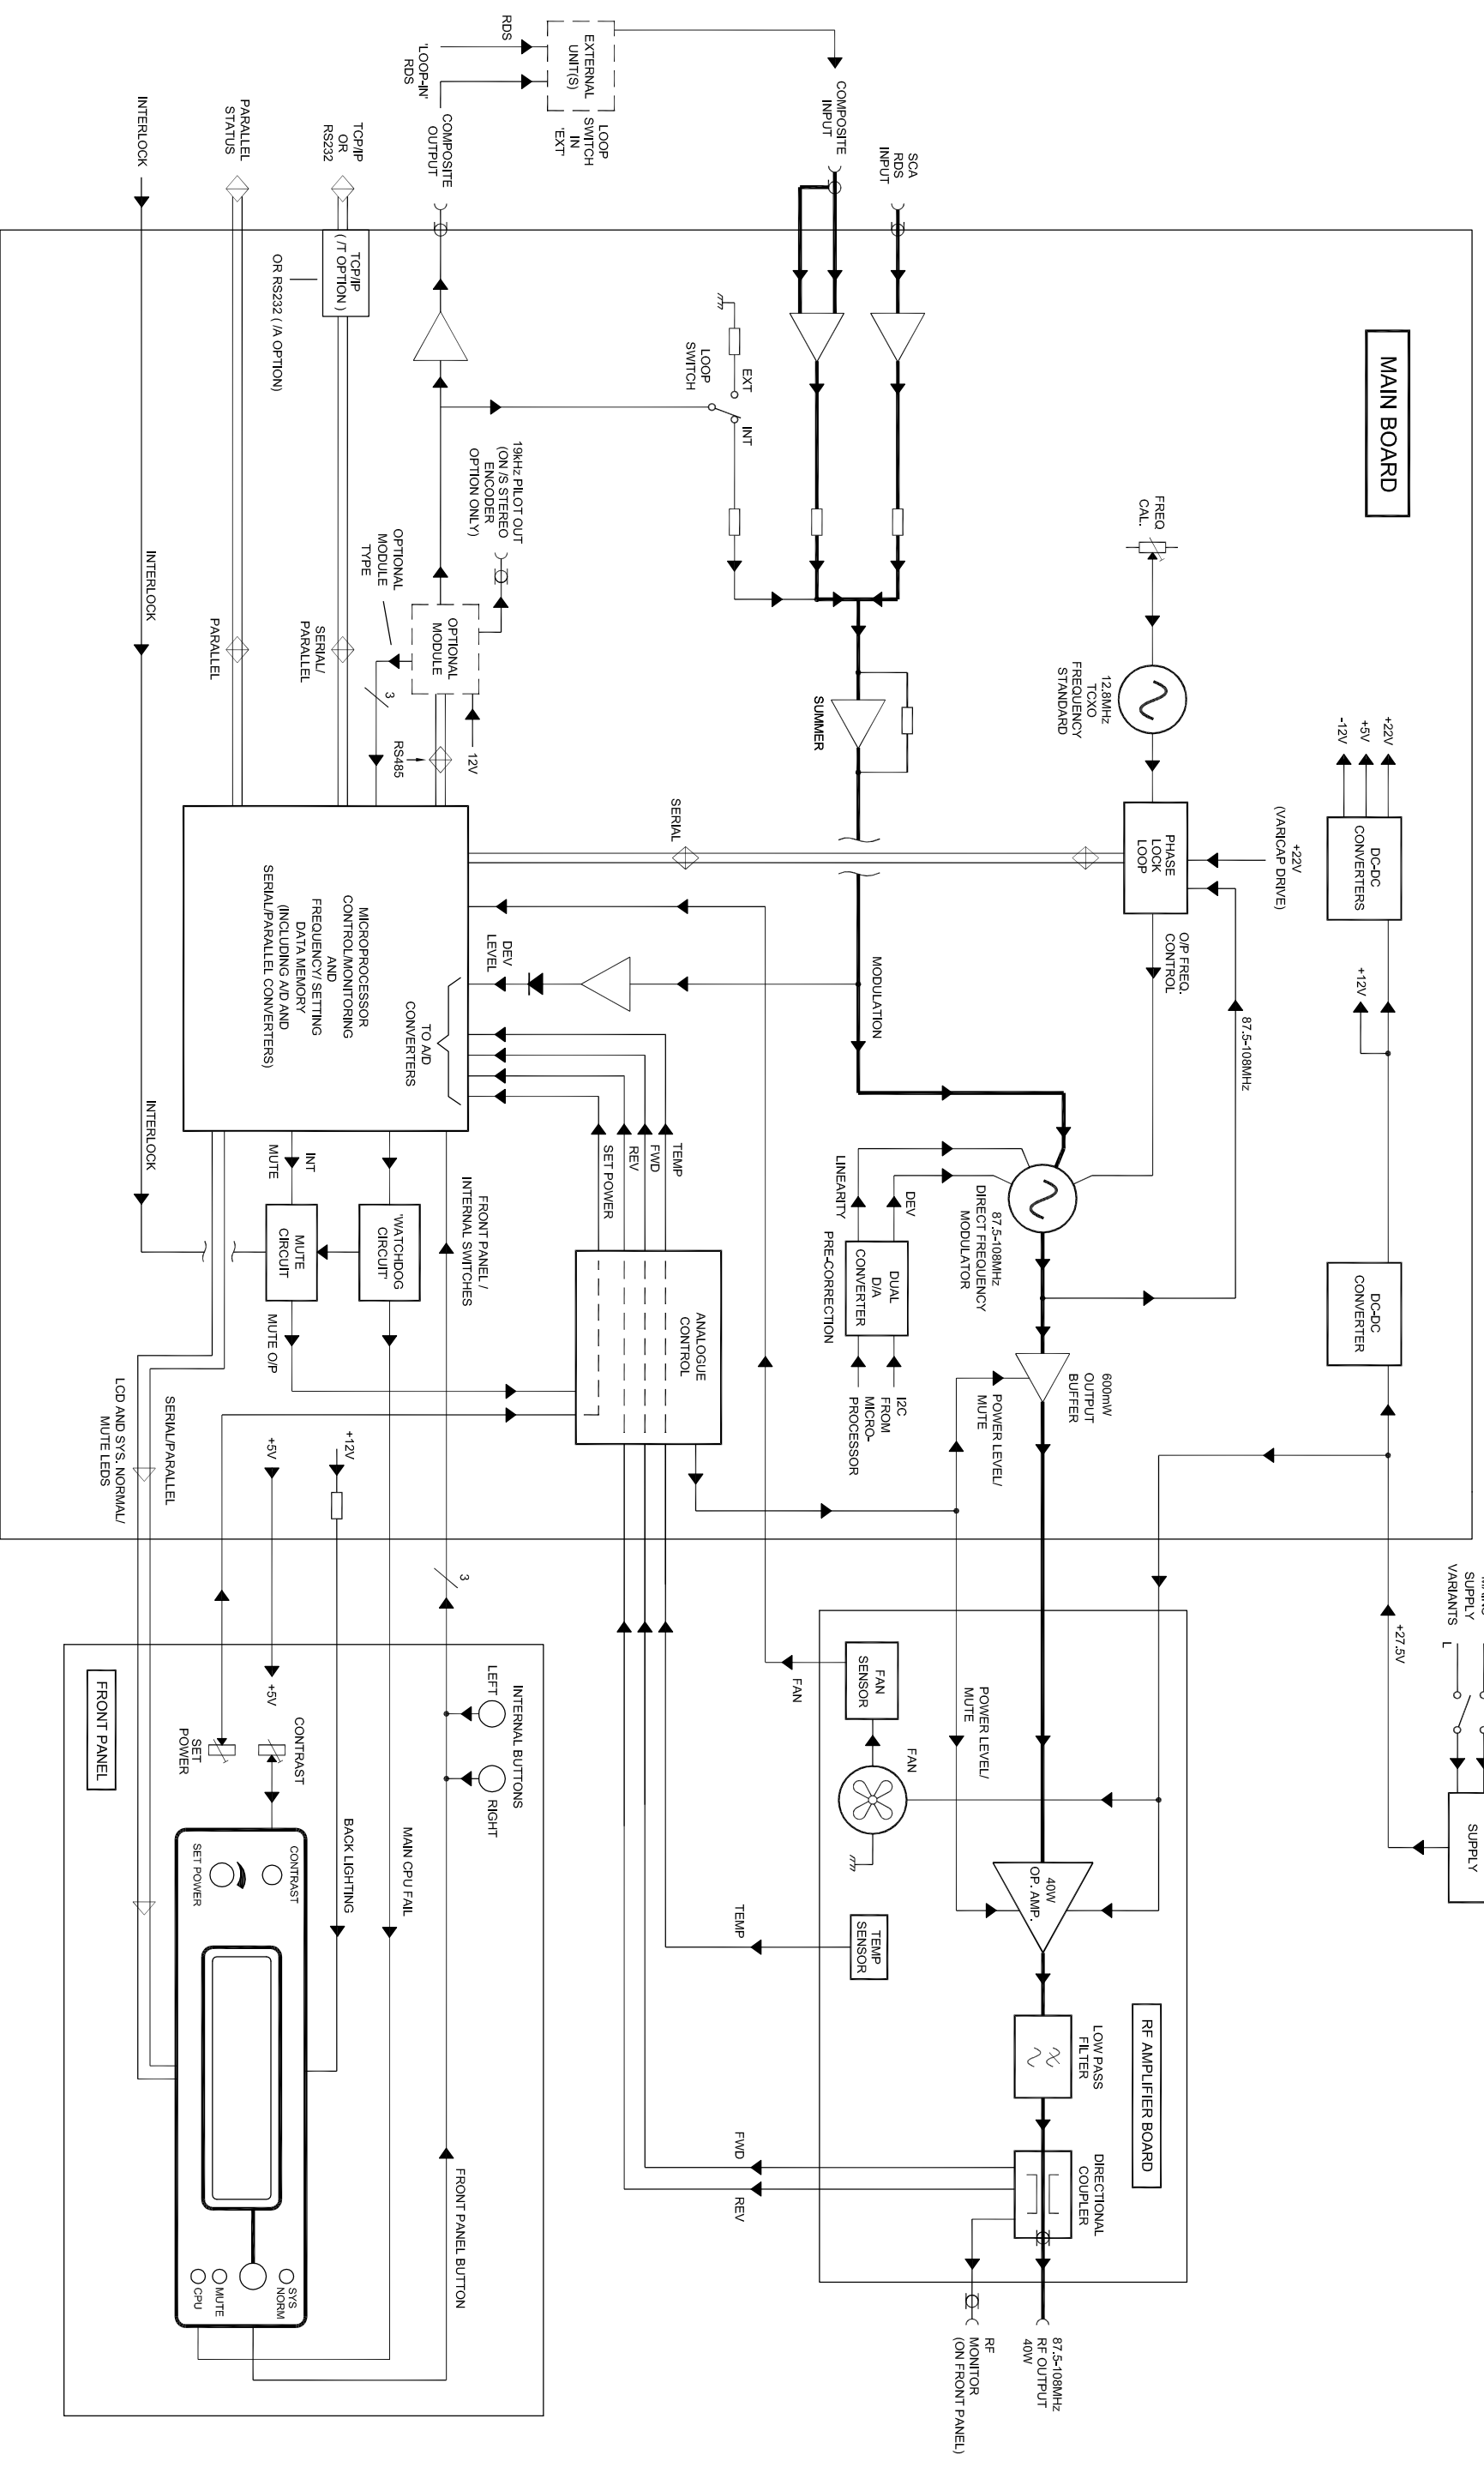 MAIN BOARD
RDS
'LOOP-IN'
RDS
EXTERNAL
UNIT(S)
LOOP
SWITCH
IN
'EXT'
COMPOSITE
INPUT
SCA
RDS
INPUT
COMPOSITE
OUTPUT
TCP/IP
OR
RS232
PARALLEL
STATUS
INTERLOCK
TCP/IP
( /T OPTION )
OR RS232 ( /A OPTION)
LOOP
SWITCH
EXT
INT
19kHz PILOT OUT
(ON /S STEREO
ENCODER
OPTION ONLY)
OPTIONAL
MODULE
TYPE
OPTIONAL
MODULE
3
12V
RS485
INTERLOCK
PARALLEL
SERIAL/
PARALLEL
FREQ
CAL.
12.8MHz
TCXO
FREQUENCY
STANDARD
SUMMER
+22V
+5V
-12V
DC-DC
CONVERTERS
+22V
(VARICAP DRIVE)
PHASE
LOCK
LOOP
O/P FREQ.
CONTROL
+12V
87.5-108MHz
SERIAL
MODULATION
DEV
LEVEL
TO A/D
CONVERTERS
MICROPROCESSOR
CONTROL/MONITORING
AND
FREQUENCY/ SETTING
DATA MEMORY
(INCLUDING A/D AND
SERIAL/PARALLEL CONVERTERS)
INTERLOCK
INT
MUTE
MUTE
CIRCUIT
'WATCHDOG
CIRCUIT'
MUTE O/P
FRONT PANEL /
INTERNAL SWITCHES
SET POWER
REV
FWD
TEMP
ANALOGUE
CONTROL
LINEARITY
DEV
PRE-CORRECTION
DUAL
D/A
CONVERTER
I2C
FROM
MICRO-
PROCESSOR
87.5-108MHz
DIRECT FREQUENCY
MODULATOR
600mW
OUTPUT
BUFFER
POWER LEVEL/
MUTE
DC-DC
CONVERTER
LCD AND SYS. NORMAL/
MUTE LEDS
SERIAL/PARALLEL
+5V
+12V
3
SUPPLY
VARIANTS
L
+27.5V
SUPPLY
FAN
SENSOR
FAN
FAN
POWER LEVEL/
MUTE
40W
OP. AMP.
TEMP
SENSOR
TEMP
RF AMPLIFIER BOARD
LOW PASS
FILTER
DIRECTIONAL
COUPLER
FWD
REV
87.5-108MHz
RF OUTPUT
40W
RF
MONITOR
(ON FRONT PANEL)
FRONT PANEL
INTERNAL BUTTONS
LEFT
RIGHT
+5V
CONTRAST
SET
POWER
BACK LIGHTING
MAIN CPU FAIL
FRONT PANEL BUTTON
CONTRAST
SET POWER
SYS
NORM
MUTE
CPU